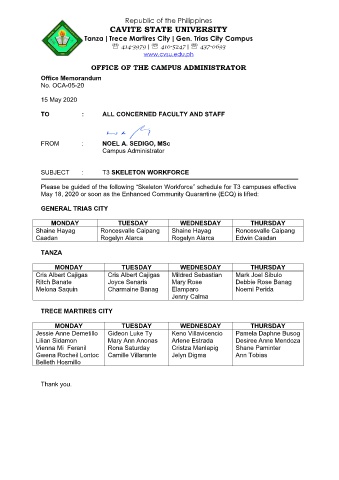 Republic of the Philippines
CAVITE STATE UNIVERSITY
Tanza | Trece Martires City | Gen. Trias City Campus
☏ 414-3979 | ☏ 416-5247 | ☏ 437-0693
www.cvsu.edu.ph
OFFICE OF THE CAMPUS ADMINISTRATOR
Office Memorandum
No. OCA-05-20
15 May 2020
TO : ALL CONCERNED FACULTY AND STAFF
FROM : NOEL A. SEDIGO, MSc
Campus Administrator
SUBJECT : T3 SKELETON WORKFORCE
Please be guided of the following “Skeleton Workforce” schedule for T3 campuses effective
May 18, 2020 or soon as the Enhanced Community Quarantine (ECQ) is lifted:
GENERAL TRIAS CITY
MONDAY TUESDAY WEDNESDAY THURSDAY
Shaine Hayag Roncesvalle Caipang Shaine Hayag Roncesvalle Caipang
Caadan Rogelyn Alarca Rogelyn Alarca Edwin Caadan
TANZA
MONDAY TUESDAY WEDNESDAY THURSDAY
Cris Albert Cajigas Cris Albert Cajigas Mildred Sebastian Mark Joel Sibulo
Ritch Banate Joyce Senaris Mary Rose Debbie Rose Banag
Melona Saquin Charmaine Banag Elamparo Noemi Perida
Jenny Calma
TRECE MARTIRES CITY
MONDAY TUESDAY WEDNESDAY THURSDAY
Jessie Anne Demetilio Gideon Luke Ty Keno Villavicencio Pamela Daphne Busog
Lilian Sidamon Mary Ann Anonas Arlene Estrada Desiree Anne Mendoza
Vienna Mi Feranil Rona Saturday Cristza Manlapig Shane Paminter
Gwena Rocheil Lontoc Camille Villarante Jelyn Digma Ann Tobias
Belleth Hosmillo
Thank you.